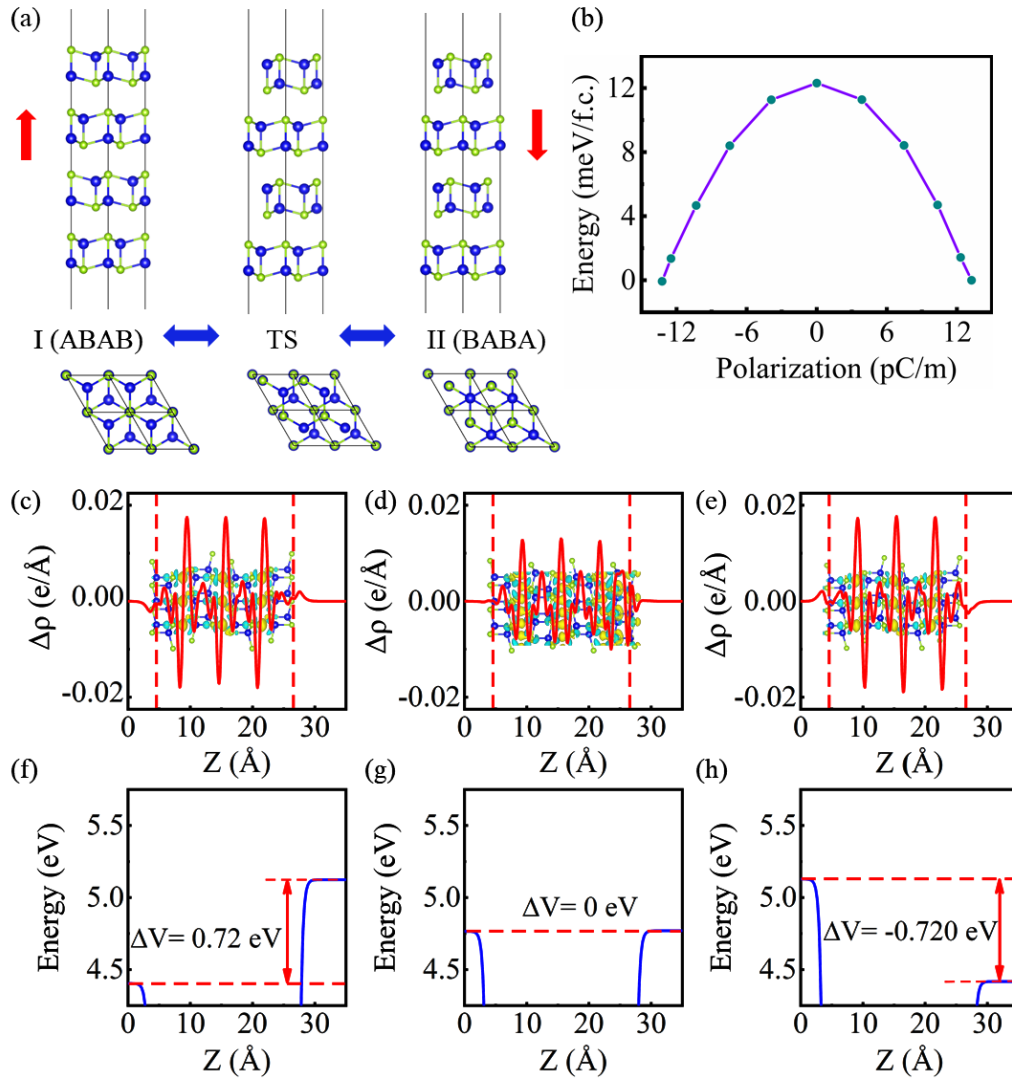 (a)
I (ABAB)
TS
II (BABA)
(b)
Energy (meV/f.c.)
12
8
4
0
-12
-6
0
6
12
Polarization (pC/m)
(c)
Δρ (e/Å)
0.02
0.00
-0.02
0
10
20
30
Z (Å)
(d)
Δρ (e/Å)
0.02
0.00
-0.02
0
10
20
30
Z (Å)
(e)
Δρ (e/Å)
0.02
0.00
-0.02
0
10
20
30
Z (Å)
(f)
Energy (eV)
5.5
5.0
4.5
ΔV= 0.72 eV
0
10
20
30
Z (Å)
(g)
Energy (eV)
5.5
5.0
4.5
ΔV= 0 eV
0
10
20
30
Z (Å)
(h)
Energy (eV)
5.5
5.0
4.5
ΔV= -0.720 eV
0
10
20
30
Z (Å)